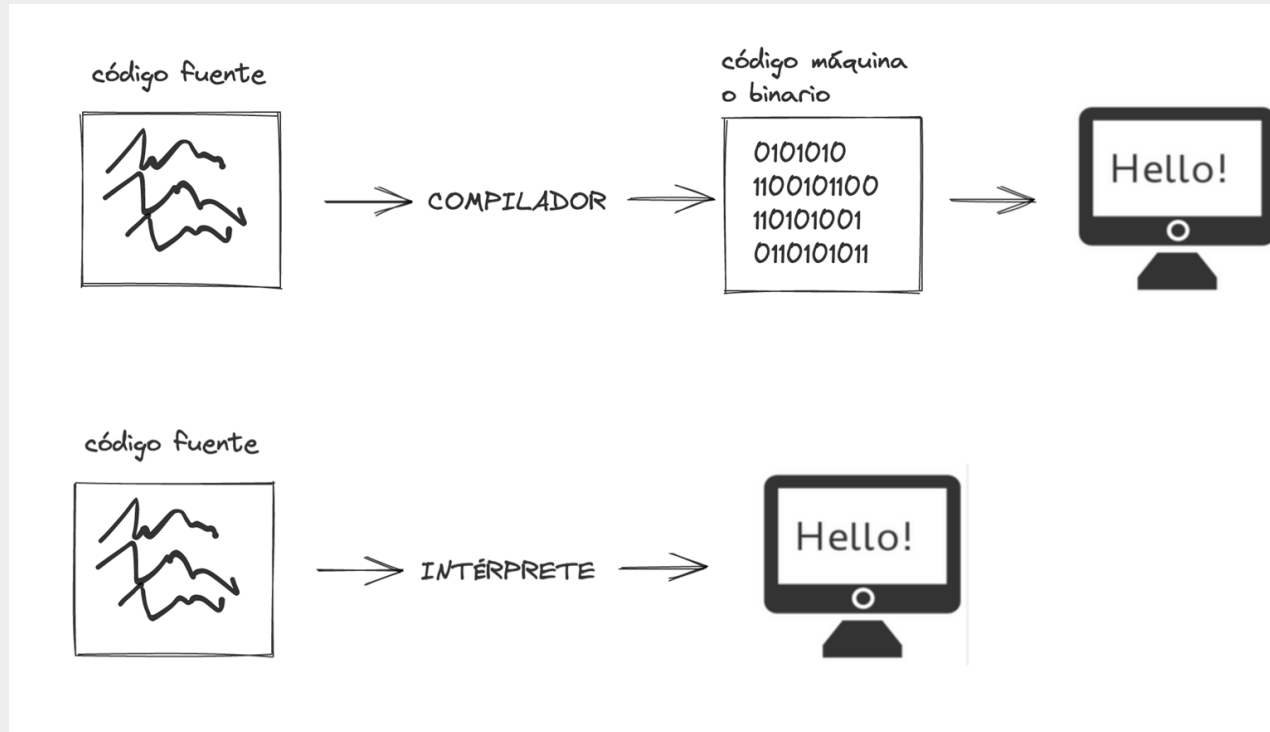 código fuente
COMPILADOR
código máquina
o binario
0101010
1100101100
110101001
0110101011
Hello!
código fuente
INTÉRPRETE
Hello!